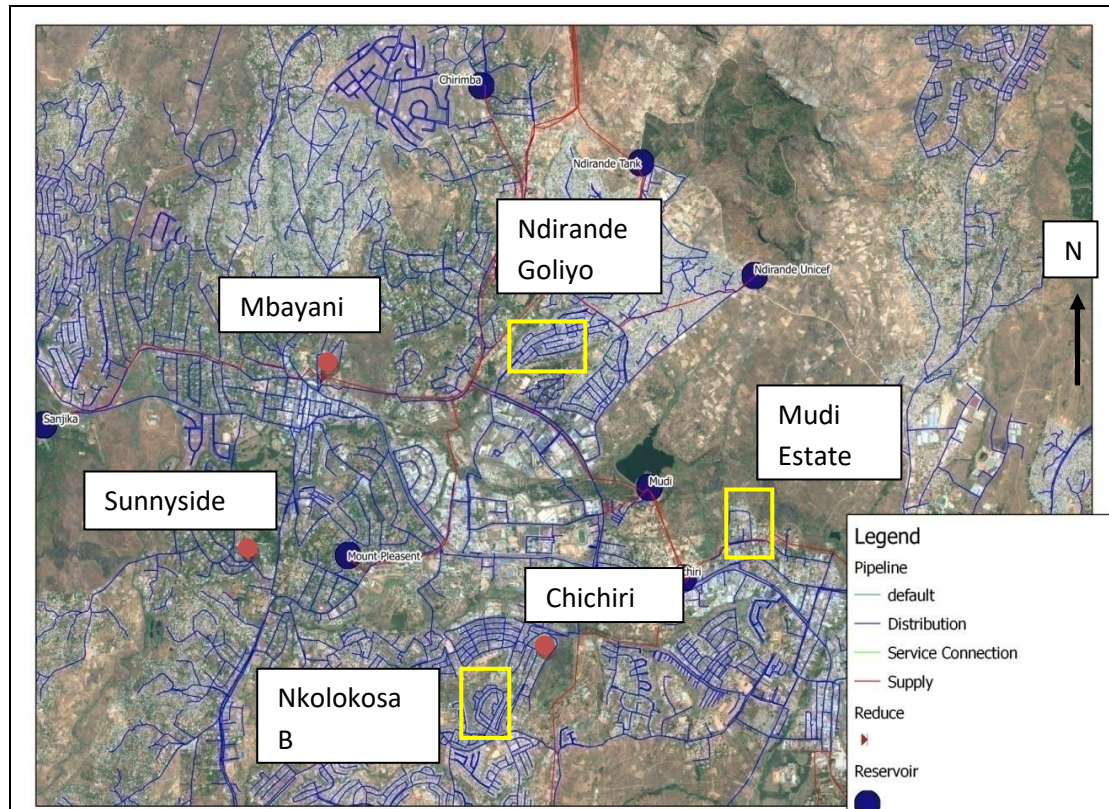 Chirimba
Ndirande Tank
Ndirande
Goliyo
Ndirande Unicef
N
Mbayani
Mudi
Estate
Sanjika
Sunnyside
Mudi
Mount Pleasent
Chichiri
hiri
Nkolokosa
B
Legend
Pipeline
default
Distribution
Service Connection
Supply
Reduce
Reservoir